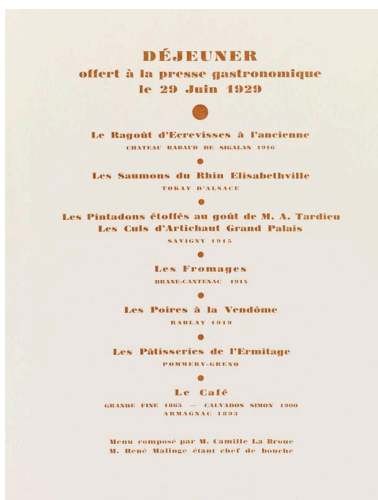 DÉJEUNER
offert à la presse gastronomique
le 29 Juin 1929
Le Ragoût d'Ecrevisses à l'ancienne
CHATEAU RABAUD DE SIGALAS 1916
Les Saumons du Rhin Elisabethville
TOKAY D'ALSACE
Les Pintadons étoffés au goût de M. A. Tardieu
Les Culs d'Artichaut Grand Palais
SAVIGNY 1915
Les Fromages
BRANE-CANTENAC 1914
Les Poires à la Vendôme
RABLAY 1919
Les Pâtisseries de l'Ermitage
POMMERY-GRENO
Le Café
GRANDE FINE 1865 — CALVADOS SIMON 1900
ARMAGNAC 1893
Menu composé par M. Camille La Broue
M. René Malinge étant chef de bouche